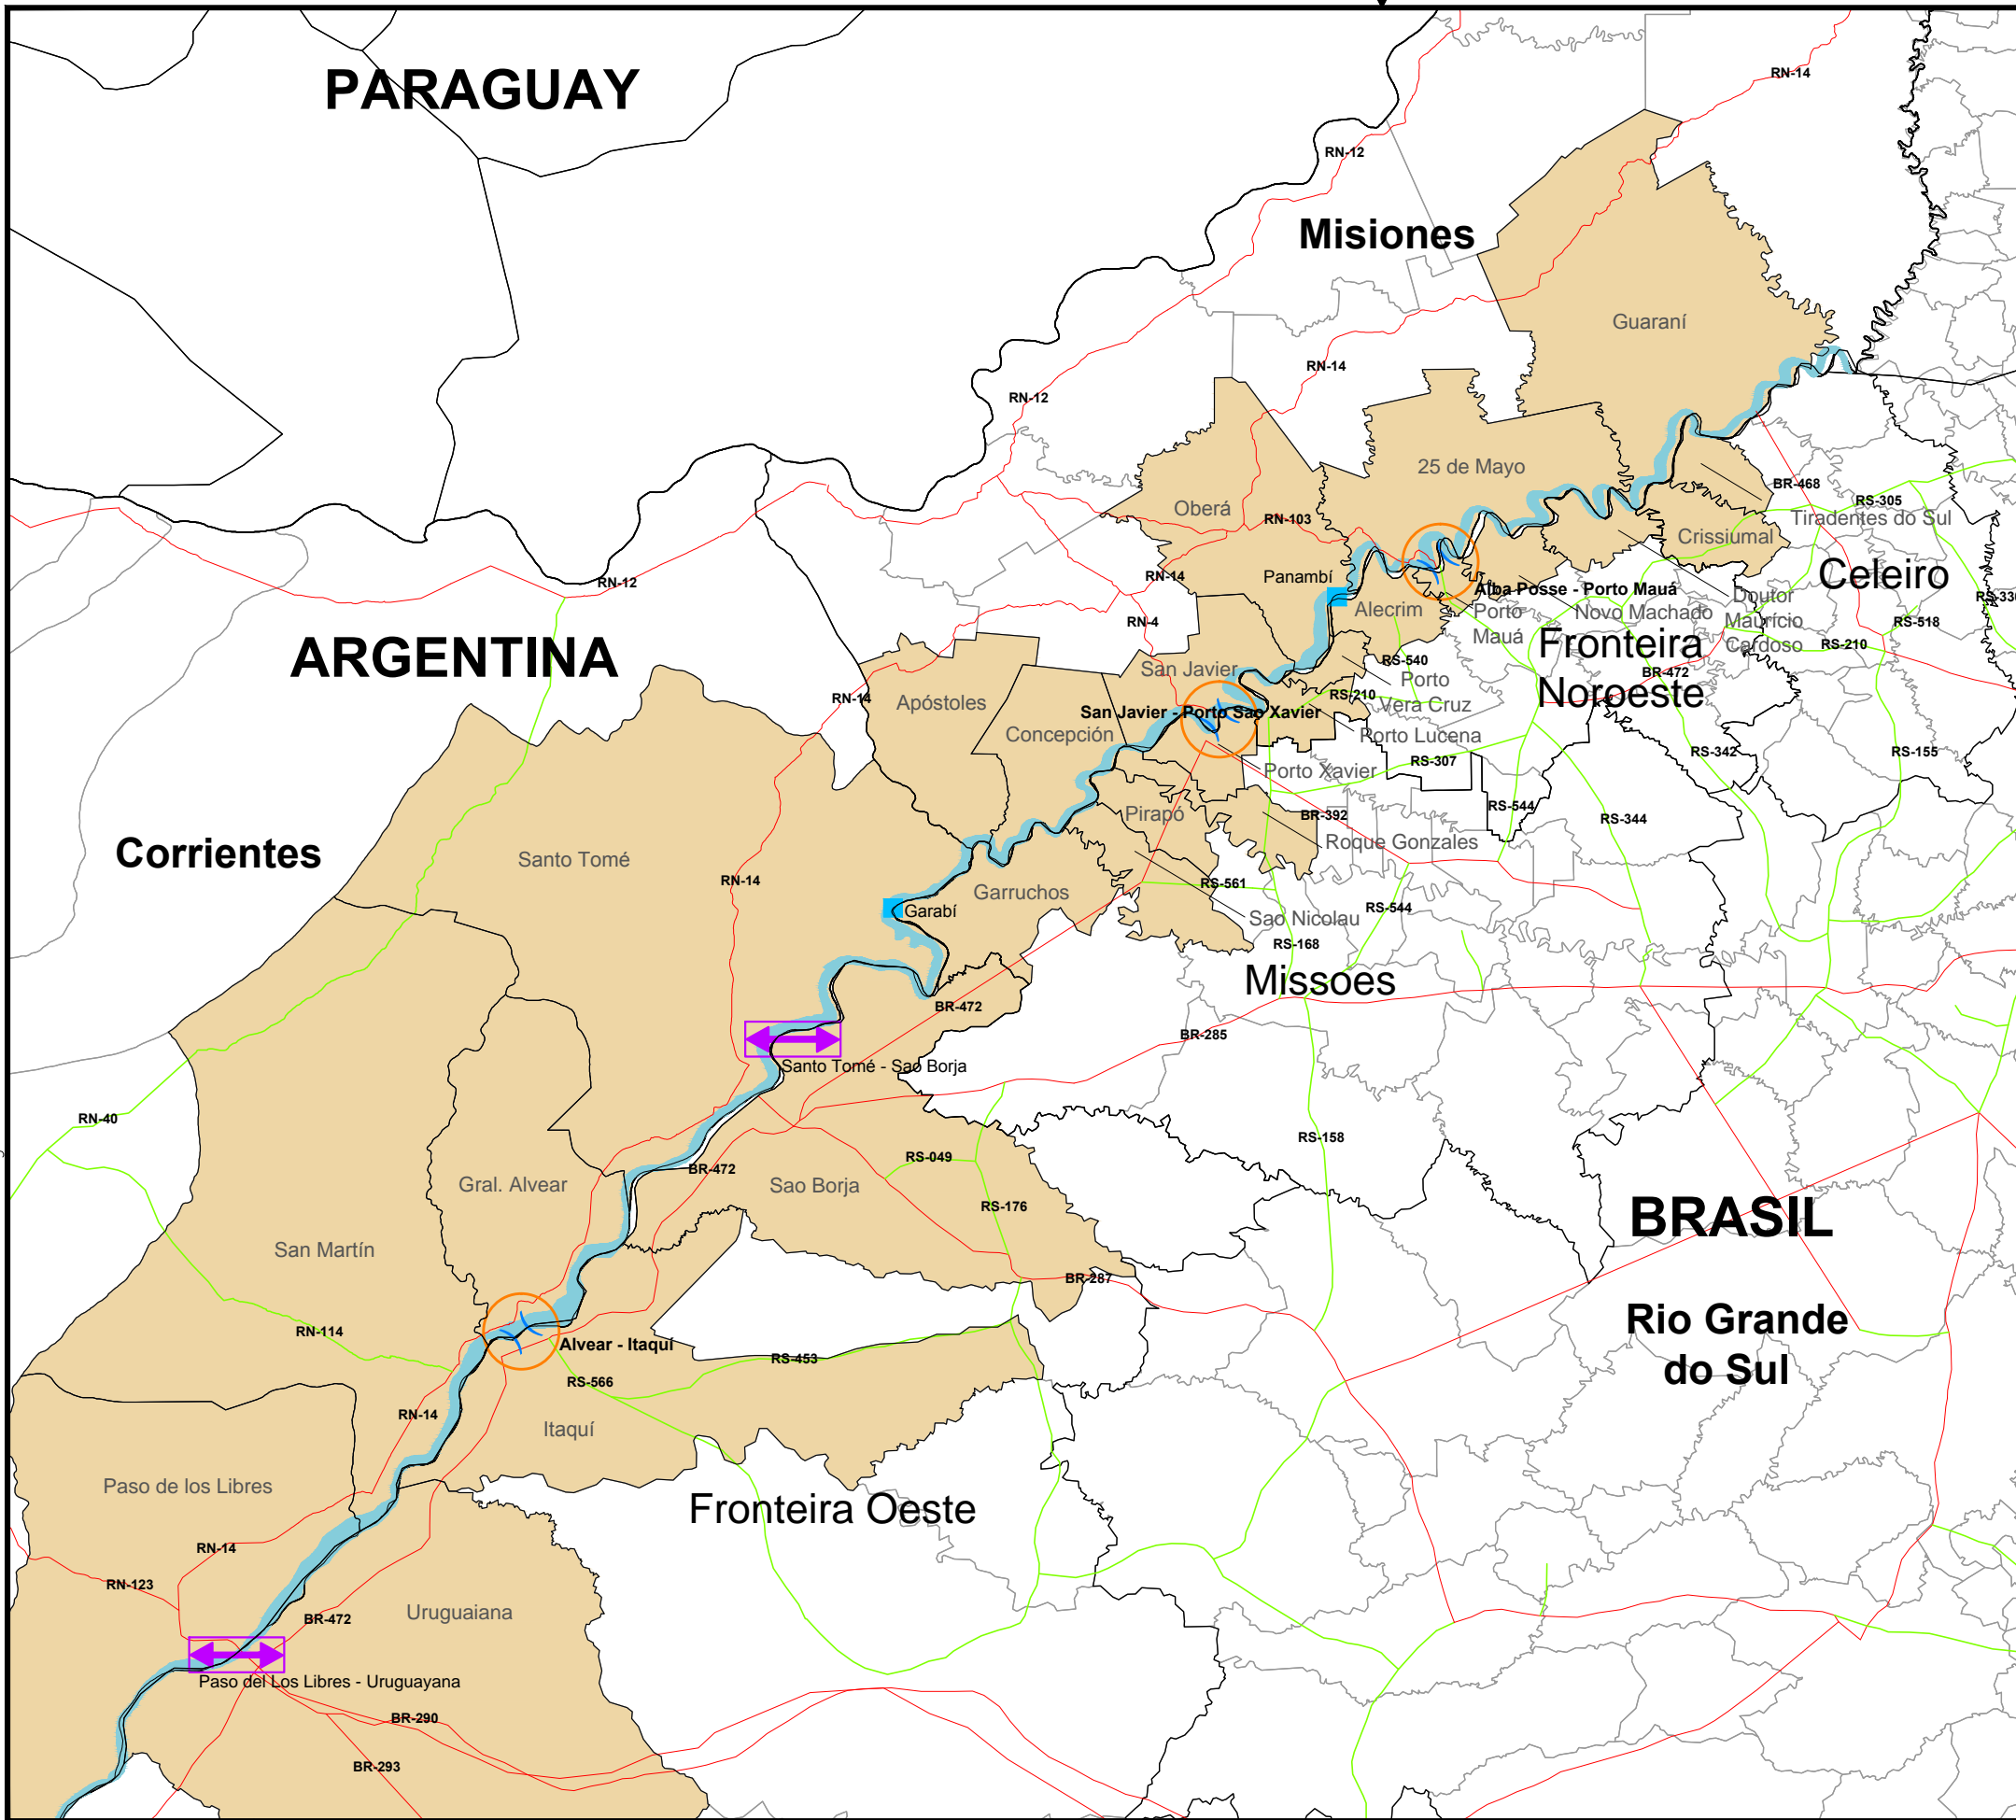 PARAGUAY
RN-14
RN-12
Misiones
Guaraní
RN-14
RN-12
25 de Mayo
BR-468
RS-305
Oberá
RN-103
Tiradentes do Sul
Crissiumal
RN-12
RN-14
Panambí
Celeiro
Alba Posse - Porto Mauá
Doutor
Maurício
Cardoso
Alecrim
Porto
Mauá
Novo Machado
RN-4
RS-518
Fronteira
Noroeste
RS-210
ARGENTINA
San Javier
RS-540
BR-472
Porto
Vera Cruz
RS-210
RN-14
Apóstoles
San Javier - Porto Sao Xavier
Concepción
Porto Lucena
RS-342
RS-155
RS-307
Porto Xavier
RS-544
Pirapó
BR-392
RS-344
Corrientes
Santo Tomé
Roque Gonzales
RN-14
RS-561
Garruchos
Garabí
RS-544
Sao Nicolau
RS-168
Missoes
BR-472
BR-285
Santo Tomé - Sao Borja
RN-40
RS-158
RS-049
BR-472
Gral. Alvear
Sao Borja
RS-176
BRASIL
San Martín
BR-287
Rio Grande
do Sul
RN-114
Alvear - Itaquí
RS-453
RS-566
RN-14
Itaquí
Paso de los Libres
Fronteira Oeste
RN-14
RN-123
Uruguaiana
BR-472
Paso del Los Libres - Uruguayana
BR-290
BR-293